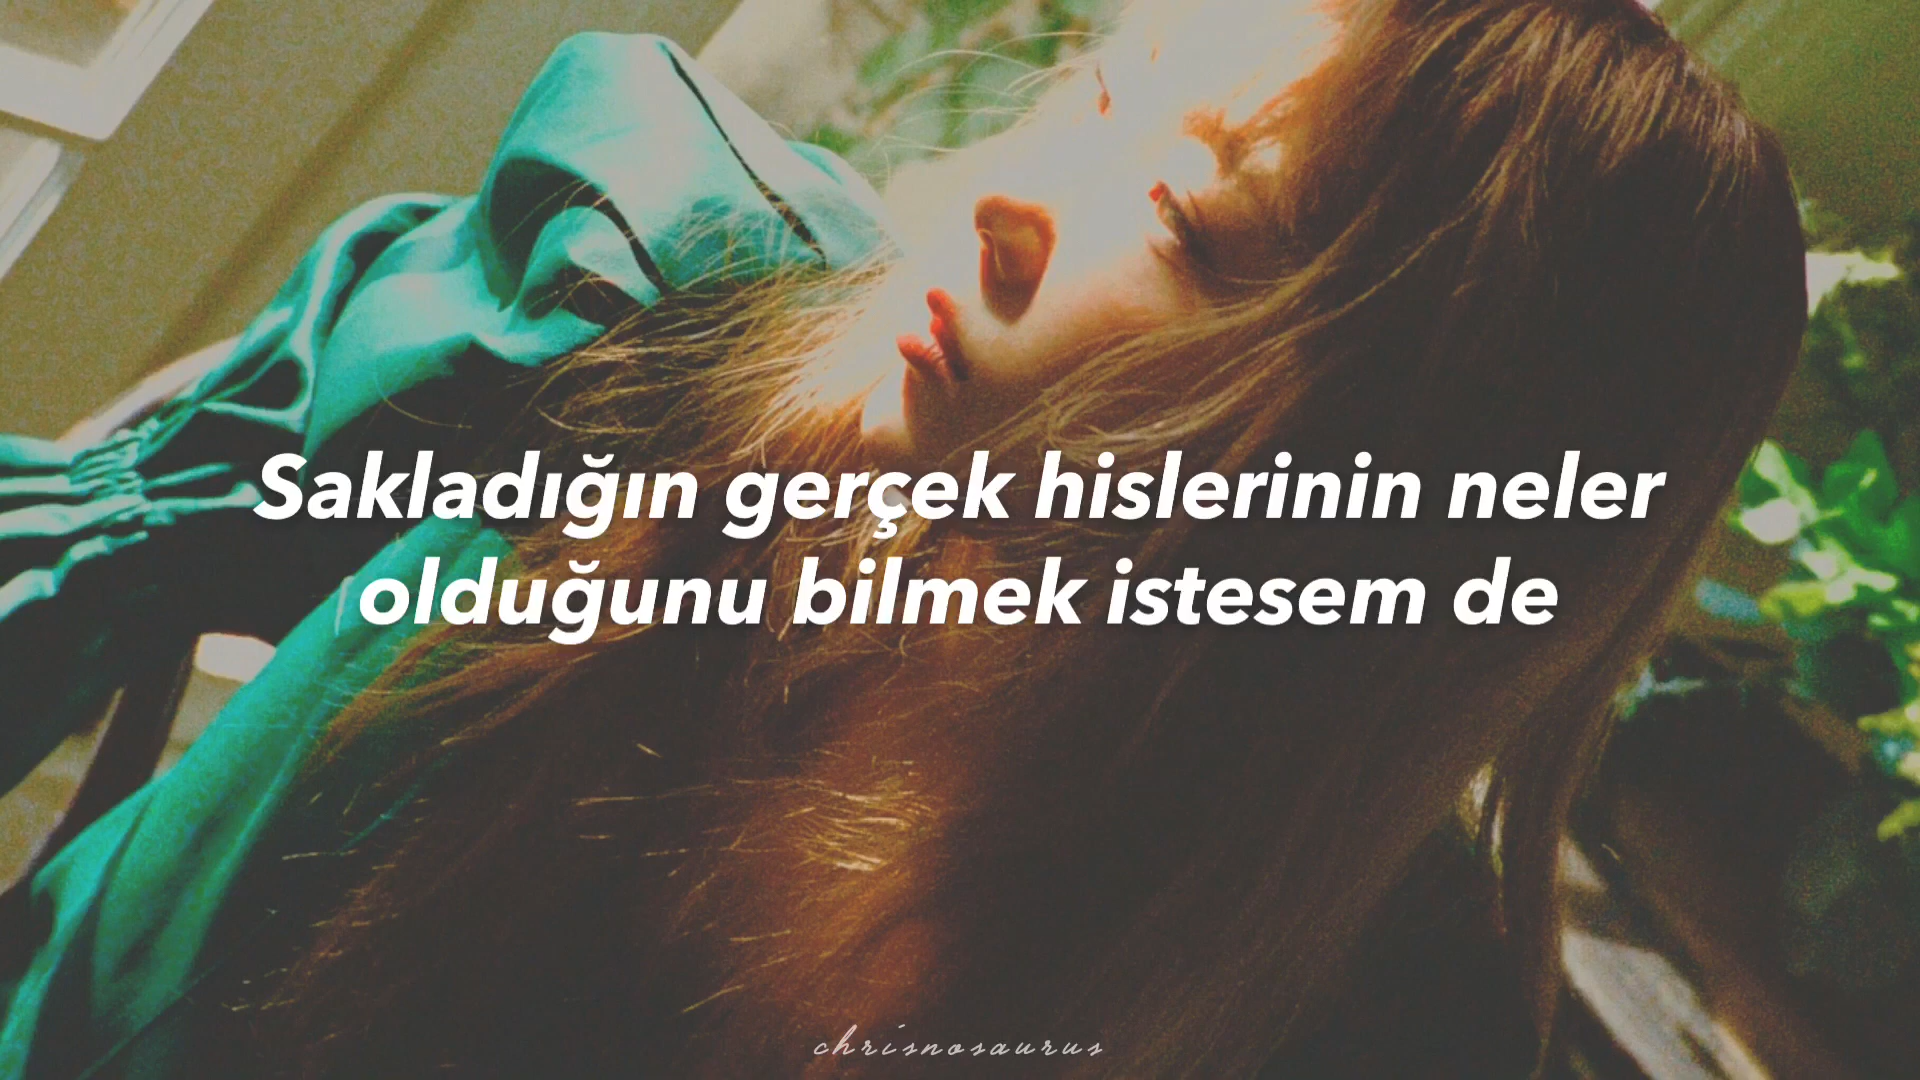 Sakladığın gerçek hislerinin neler
olduğunu bilmek istesem de
chrisnosaurus